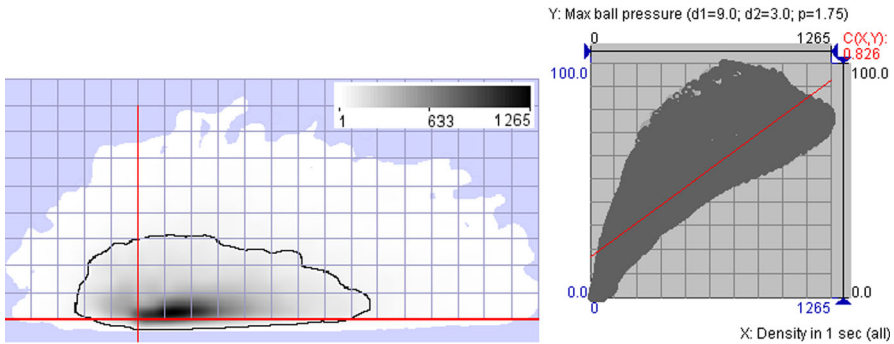 1 633 1265
Y: Max ball pressure (d1=9.0; d2=3.0; p=1.75)
0 1265 C(X,Y):
0.826
100.0 100.0
0.0 0.0
0 1265
X: Density in 1 sec (all)